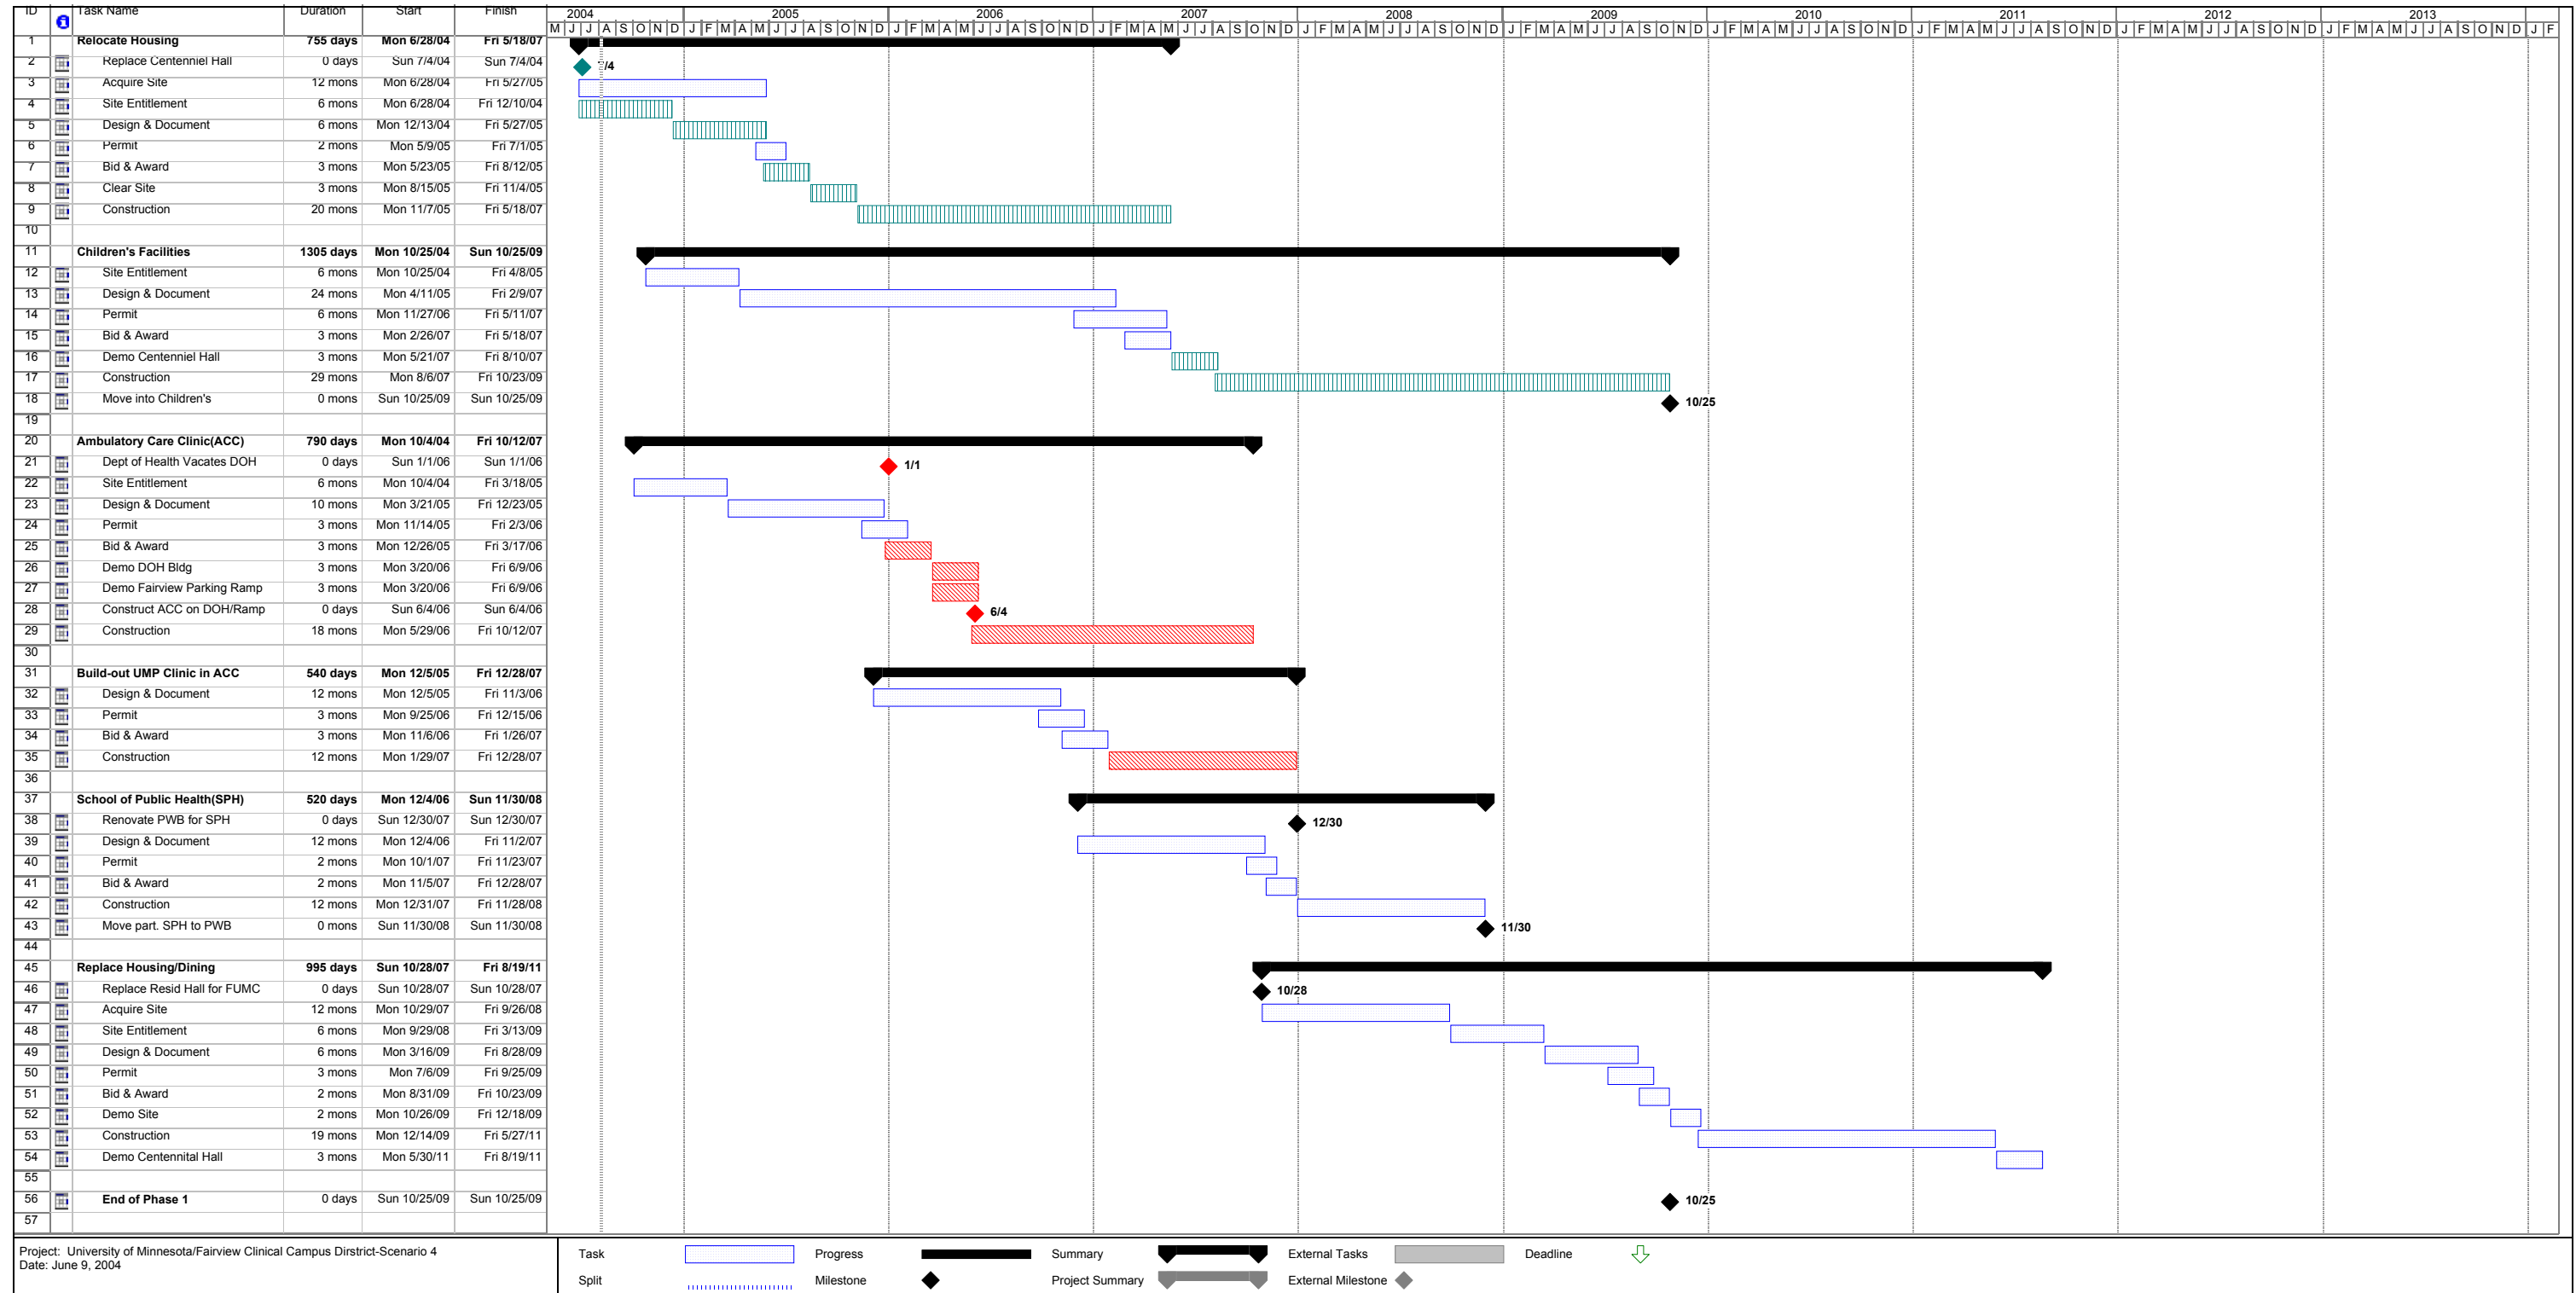 ID Task Name Duration Start Finish
2004 2005 2006 2007 2008 2009 2010 2011 2012 2013
M J J A S O N D J F M A M J J A S O N D J F M A M J J A S O N D J F M A M J J A S O N D J F M A M J J A S O N D J F M A M J J A S O N D J F M A M J J A S O N D J F M A M J J A S O N D J F M A M J J A S O N D J F M A M J J A S O N D J F
1 Relocate Housing 755 days Mon 6/28/04 Fri 5/18/07
2 Replace Centenniel Hall 0 days Sun 7/4/04 Sun 7/4/04 /4
3 Acquire Site 12 mons Mon 6/28/04 Fri 5/27/05
4 Site Entitlement 6 mons Mon 6/28/04 Fri 12/10/04
5 Design & Document 6 mons Mon 12/13/04 Fri 5/27/05
6 Permit 2 mons Mon 5/9/05 Fri 7/1/05
7 Bid & Award 3 mons Mon 5/23/05 Fri 8/12/05
8 Clear Site 3 mons Mon 8/15/05 Fri 11/4/05
9 Construction 20 mons Mon 11/7/05 Fri 5/18/07
10
11 Children's Facilities 1305 days Mon 10/25/04 Sun 10/25/09
12 Site Entitlement 6 mons Mon 10/25/04 Fri 4/8/05
13 Design & Document 24 mons Mon 4/11/05 Fri 2/9/07
14 Permit 6 mons Mon 11/27/06 Fri 5/11/07
15 Bid & Award 3 mons Mon 2/26/07 Fri 5/18/07
16 Demo Centenniel Hall 3 mons Mon 5/21/07 Fri 8/10/07
17 Construction 29 mons Mon 8/6/07 Fri 10/23/09
18 Move into Children's 0 mons Sun 10/25/09 Sun 10/25/09 10/25
19
20 Ambulatory Care Clinic(ACC) 790 days Mon 10/4/04 Fri 10/12/07
21 Dept of Health Vacates DOH 0 days Sun 1/1/06 Sun 1/1/06 1/1
22 Site Entitlement 6 mons Mon 10/4/04 Fri 3/18/05
23 Design & Document 10 mons Mon 3/21/05 Fri 12/23/05
24 Permit 3 mons Mon 11/14/05 Fri 2/3/06
25 Bid & Award 3 mons Mon 12/26/05 Fri 3/17/06
26 Demo DOH Bldg 3 mons Mon 3/20/06 Fri 6/9/06
27 Demo Fairview Parking Ramp 3 mons Mon 3/20/06 Fri 6/9/06
28 Construct ACC on DOH/Ramp 0 days Sun 6/4/06 Sun 6/4/06 6/4
29 Construction 18 mons Mon 5/29/06 Fri 10/12/07
30
31 Build-out UMP Clinic in ACC 540 days Mon 12/5/05 Fri 12/28/07
32 Design & Document 12 mons Mon 12/5/05 Fri 11/3/06
33 Permit 3 mons Mon 9/25/06 Fri 12/15/06
34 Bid & Award 3 mons Mon 11/6/06 Fri 1/26/07
35 Construction 12 mons Mon 1/29/07 Fri 12/28/07
36
37 School of Public Health(SPH) 520 days Mon 12/4/06 Sun 11/30/08
38 Renovate PWB for SPH 0 days Sun 12/30/07 Sun 12/30/07 12/30
39 Design & Document 12 mons Mon 12/4/06 Fri 11/2/07
40 Permit 2 mons Mon 10/1/07 Fri 11/23/07
41 Bid & Award 2 mons Mon 11/5/07 Fri 12/28/07
42 Construction 12 mons Mon 12/31/07 Fri 11/28/08
43 Move part. SPH to PWB 0 mons Sun 11/30/08 Sun 11/30/08 11/30
44
45 Replace Housing/Dining 995 days Sun 10/28/07 Fri 8/19/11
46 Replace Resid Hall for FUMC 0 days Sun 10/28/07 Sun 10/28/07 10/28
47 Acquire Site 12 mons Mon 10/29/07 Fri 9/26/08
48 Site Entitlement 6 mons Mon 9/29/08 Fri 3/13/09
49 Design & Document 6 mons Mon 3/16/09 Fri 8/28/09
50 Permit 3 mons Mon 7/6/09 Fri 9/25/09
51 Bid & Award 2 mons Mon 8/31/09 Fri 10/23/09
52 Demo Site 2 mons Mon 10/26/09 Fri 12/18/09
53 Construction 19 mons Mon 12/14/09 Fri 5/27/11
54 Demo Centennital Hall 3 mons Mon 5/30/11 Fri 8/19/11
55
56 End of Phase 1 0 days Sun 10/25/09 Sun 10/25/09 10/25
57
Project: University of Minnesota/Fairview Clinical Campus Dirstrict-Scenario 4
Date: June 9, 2004
Task Progress Summary External Tasks Deadline
Split Milestone Project Summary External Milestone